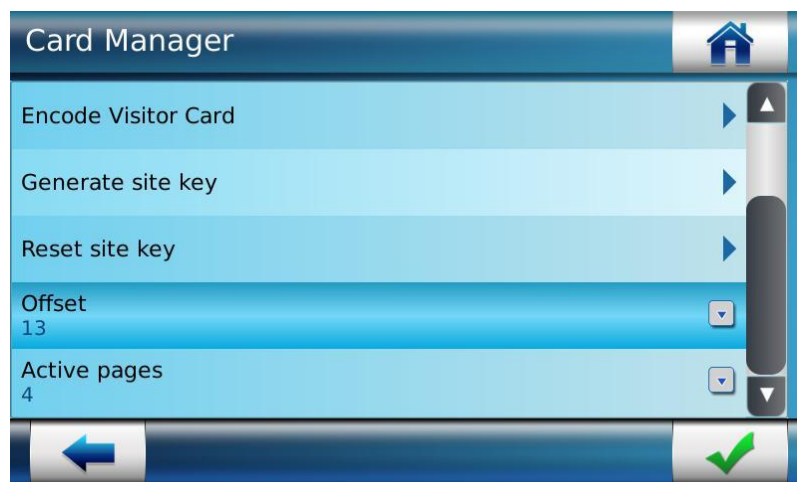 Card Manager
Encode Visitor Card
Generate site key
Reset site key
Offset
13
Active pages
4